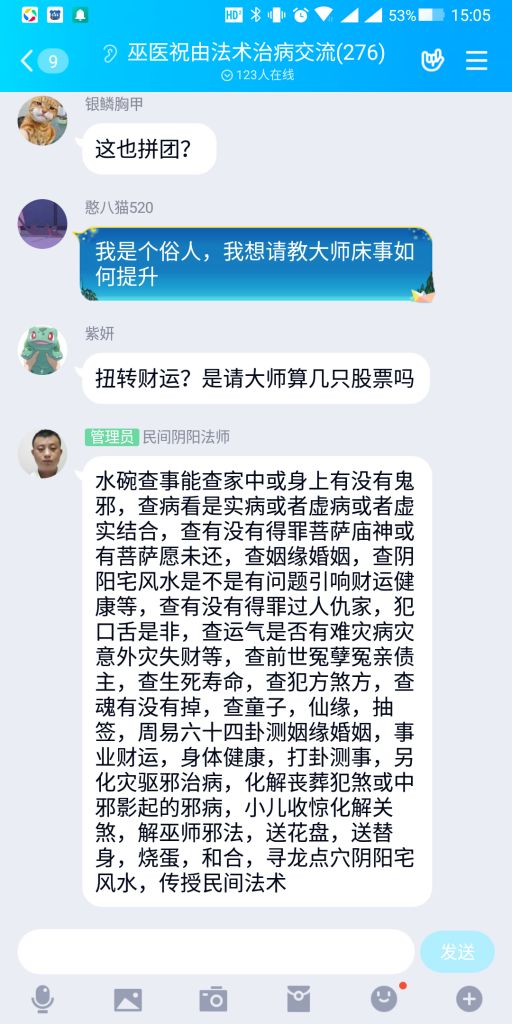 HD 53% 15:05
9 巫医祝由法术治病交流(276)
123人在线
银鳞胸甲
这也拼团？
憨八猫520
我是个俗人，我想请教大师床事如
何提升
紫妍
扭转财运？是请大师算几只股票吗
管理员 民间阴阳法师
水碗查事能查家中或身上有没有鬼
邪，查病看是实病或者虚病或者虚
实结合，查有没有得罪菩萨庙神或
有菩萨愿未还，查姻缘婚姻，查阴
阳宅风水是不是有问题引响财运健
康等，查有没有得罪过人仇家，犯
口舌是非，查运气是否有难灾病灾
意外灾失财等，查前世冤孽冤亲债
主，查生死寿命，查犯方煞方，查
魂有没有掉，查童子，仙缘，抽
签，周易六十四卦测姻缘婚姻，事
业财运，身体健康，打卦测事，另
化灾驱邪治病，化解丧葬犯煞或中
邪影起的邪病，小儿收惊化解关
煞，解巫师邪法，送花盘，送替
身，烧蛋，和合，寻龙点穴阴阳宅
风水，传授民间法术
发送